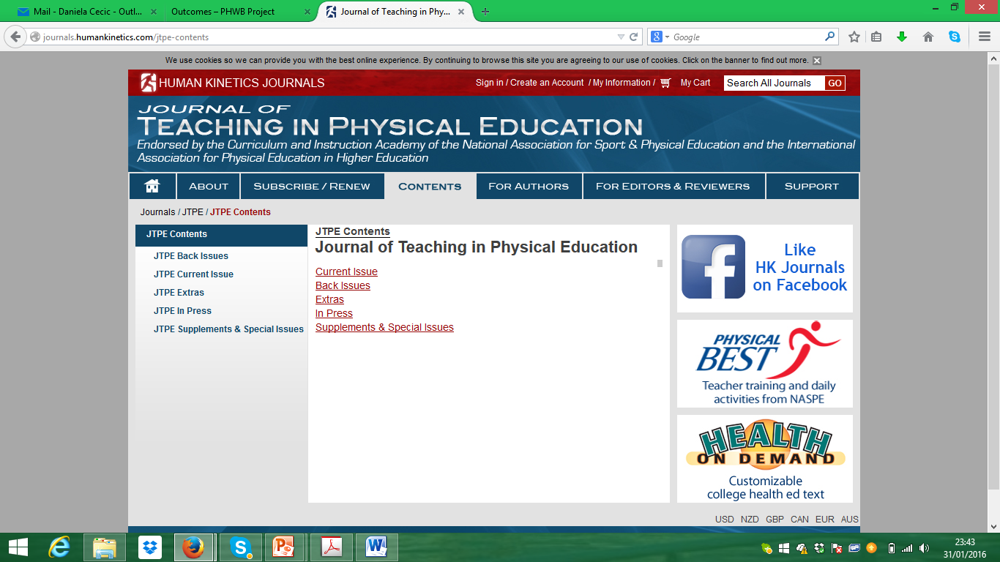 Mail - Daniela Cecic - Outl...
Outcomes – PHWB Project
Journal of Teaching in Phy...
journals.humankinetics.com/jtpe-contents
Google
We use cookies so we can provide you with the best online experience. By continuing to browse this site you are agreeing to our use of cookies. Click on the banner to find out more.
HUMAN KINETICS JOURNALS
Sign in / Create an Account / My Information / My Cart
Search All Journals GO
JOURNAL OF
TEACHING IN PHYSICAL EDUCATION
Endorsed by the Curriculum and Instruction Academy of the National Association for Sport & Physical Education and the International
Association for Physical Education in Higher Education
ABOUT SUBSCRIBE / RENEW CONTENTS FOR AUTHORS FOR EDITORS & REVIEWERS SUPPORT
Journals / JTPE / JTPE Contents
JTPE Contents
JTPE Back Issues
JTPE Current Issue
JTPE Extras
JTPE In Press
JTPE Supplements & Special Issues
JTPE Contents
Journal of Teaching in Physical Education
Current Issue
Back Issues
Extras
In Press
Supplements & Special Issues
Like
HK Journals
on Facebook
PHYSICAL
BEST
Teacher training and daily
activities from NASPE
HEALTH
ON DEMAND
Customizable
college health ed text
USD NZD GBP CAN EUR AUS
23:43
31/01/2016